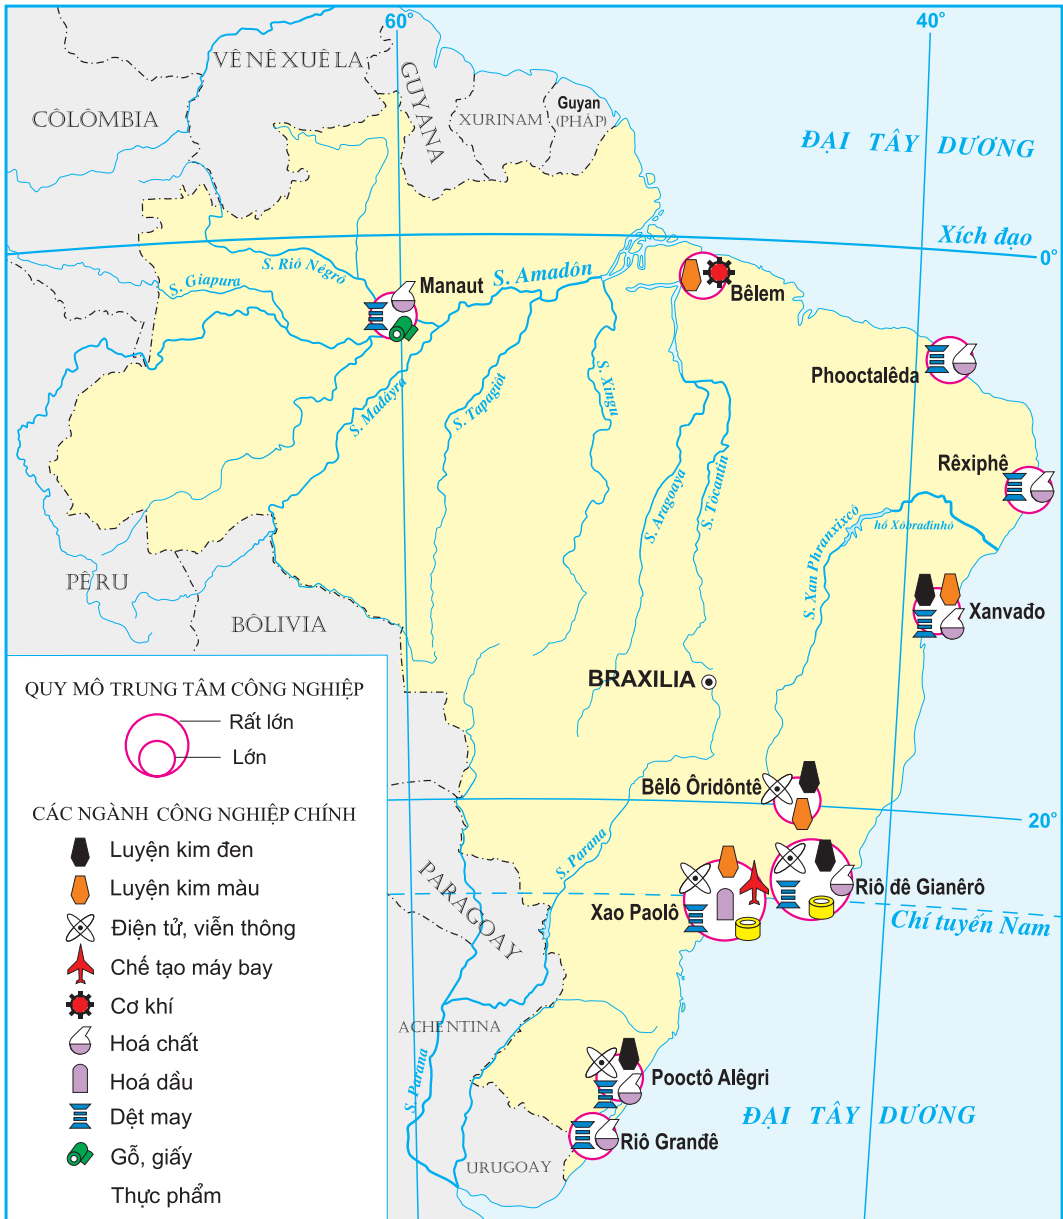 60°
40°
VÊ NÊ XUÊ LA
GUYANA
CÔLÔMBIA
XURINAM
Guyan
(PHÁP)
ĐẠI TÂY DƯƠNG
Xích đạo
0°
S. Riô Nêgrô
S. Giapura
Manaut
S. Amadôn
Bêlem
Phooctalêda
S. Mađâyra
S. Tapagiôt
S. Xingu
Rêxiphê
S. Aragoaya
S. Tôcantin
S. Xan Phranxixcô
hồ Xôbrađinhô
PÊ RU
BÔLIVIA
Xanvađo
BRAXILIA
QUY MÔ TRUNG TÂM CÔNG NGHIỆP
Rất lớn
Lớn
Bêlô Ôridôntê
20°
CÁC NGÀNH CÔNG NGHIỆP CHÍNH
Luyện kim đen
Luyện kim màu
Điện tử, viễn thông
Chế tạo máy bay
Cơ khí
Hoá chất
Hoá dầu
Dệt may
Gỗ, giấy
Thực phẩm
S. Parana
PARAGOAY
Xao Paolô
Riô đê Gianêrô
Chí tuyến Nam
ACHENTINA
S. Parana
Pooctô Alêgri
ĐẠI TÂY DƯƠNG
Riô Granđê
URUGOAY